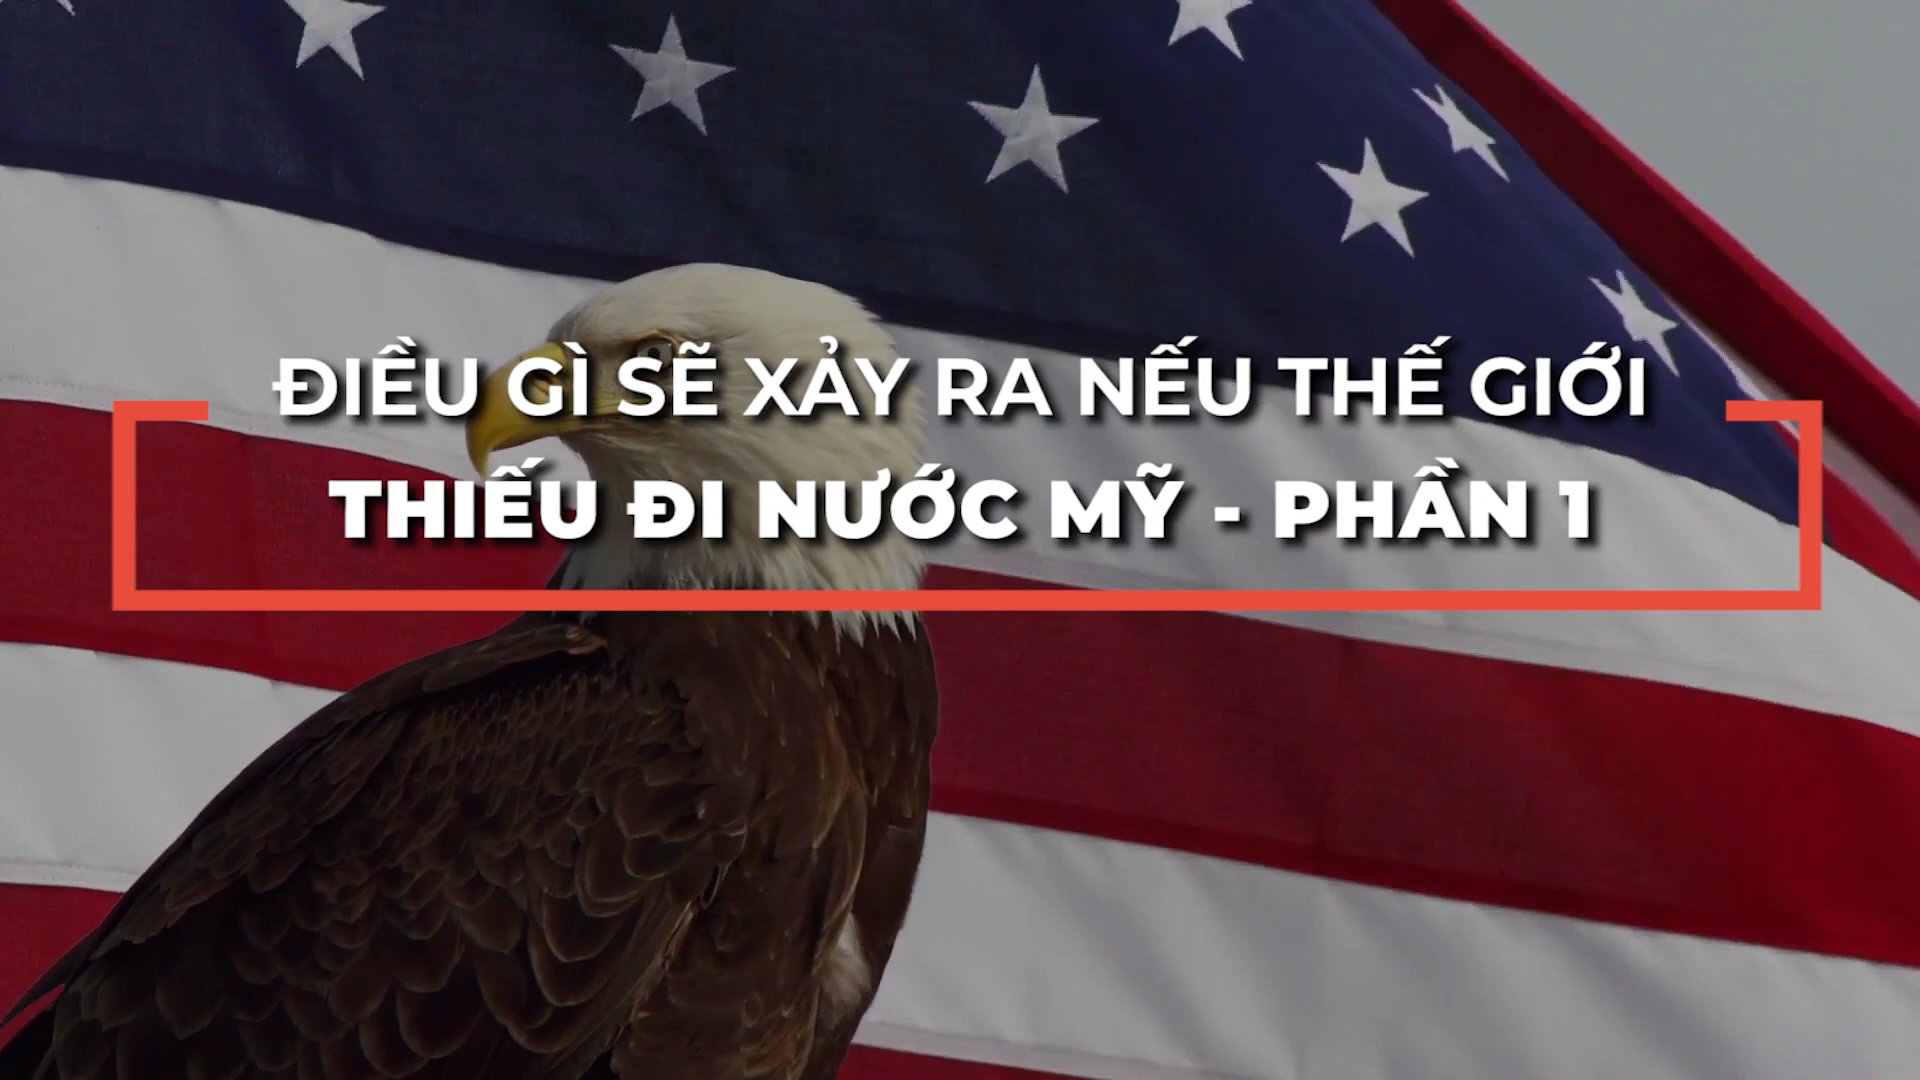 ĐIỀU GÌ SẼ XẢY RA NẾU THẾ GIỚI
THIẾU ĐI NƯỚC MỸ - PHẦN 1